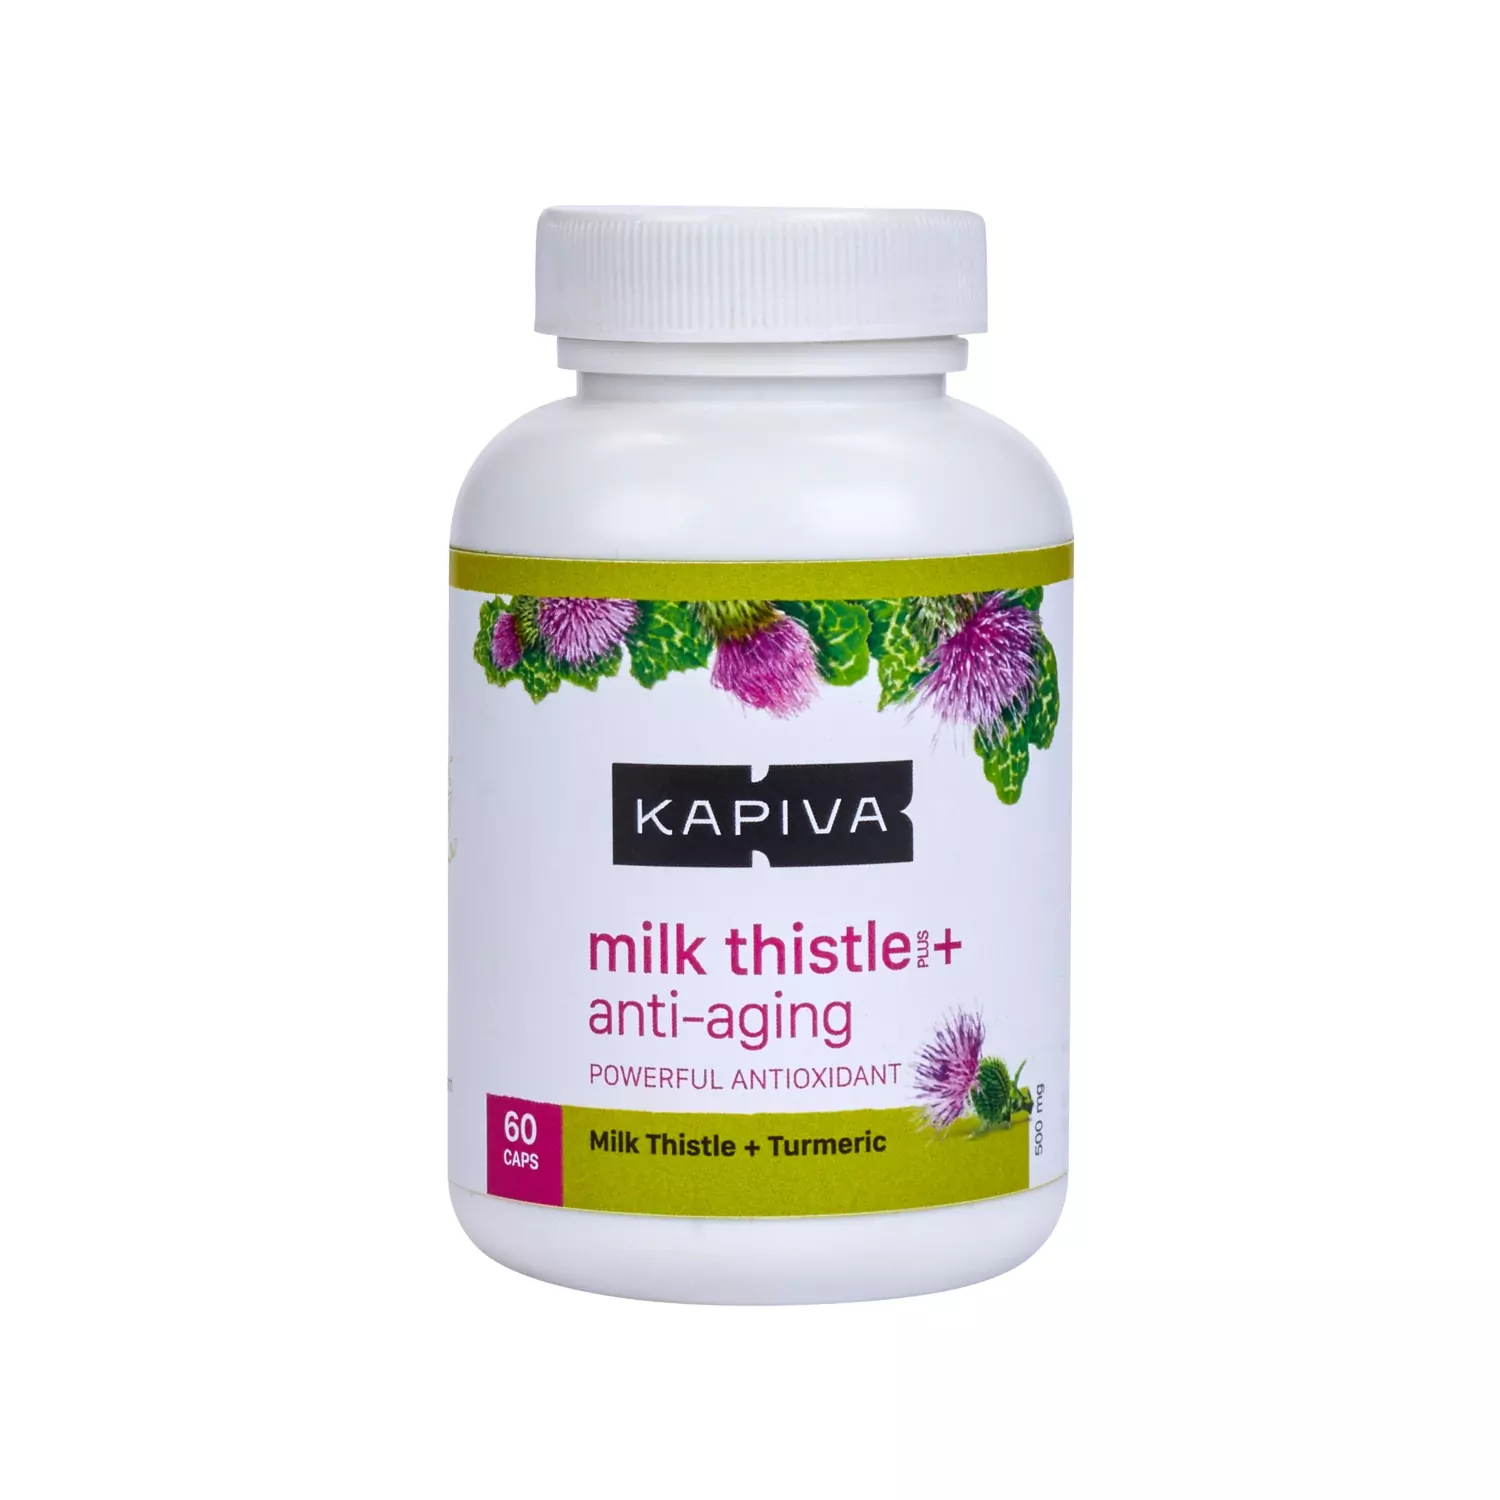 KAPIVA
milk thistle PLUS +
anti-aging
POWERFUL ANTIOXIDANT
60
CAPS
Milk Thistle + Turmeric
500 mg